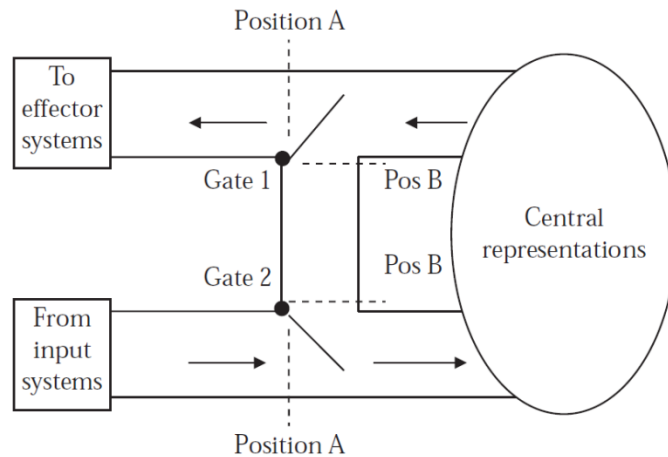 Position A
To
effector
systems
Gate 1
Pos B
Central
representations
Gate 2
Pos B
From
input
systems
Position A